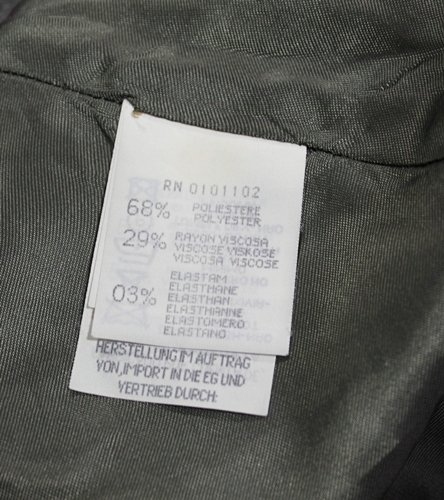 RN 0101102
68% POLIESTERE
POLYESTER
29% RAYON VISCOSA
VISCOSE VISKOSE
VISCOSA VISCOSE
ELASTAM
03% ELASTHANE
ELASTHAN
ELASTHANNE
ELASTOMERO
ELASTANO
HERSTELLUNG IM AUFTRAG
VON, IMPORT IN DIE EG UND
VERTRIEB DURCH: